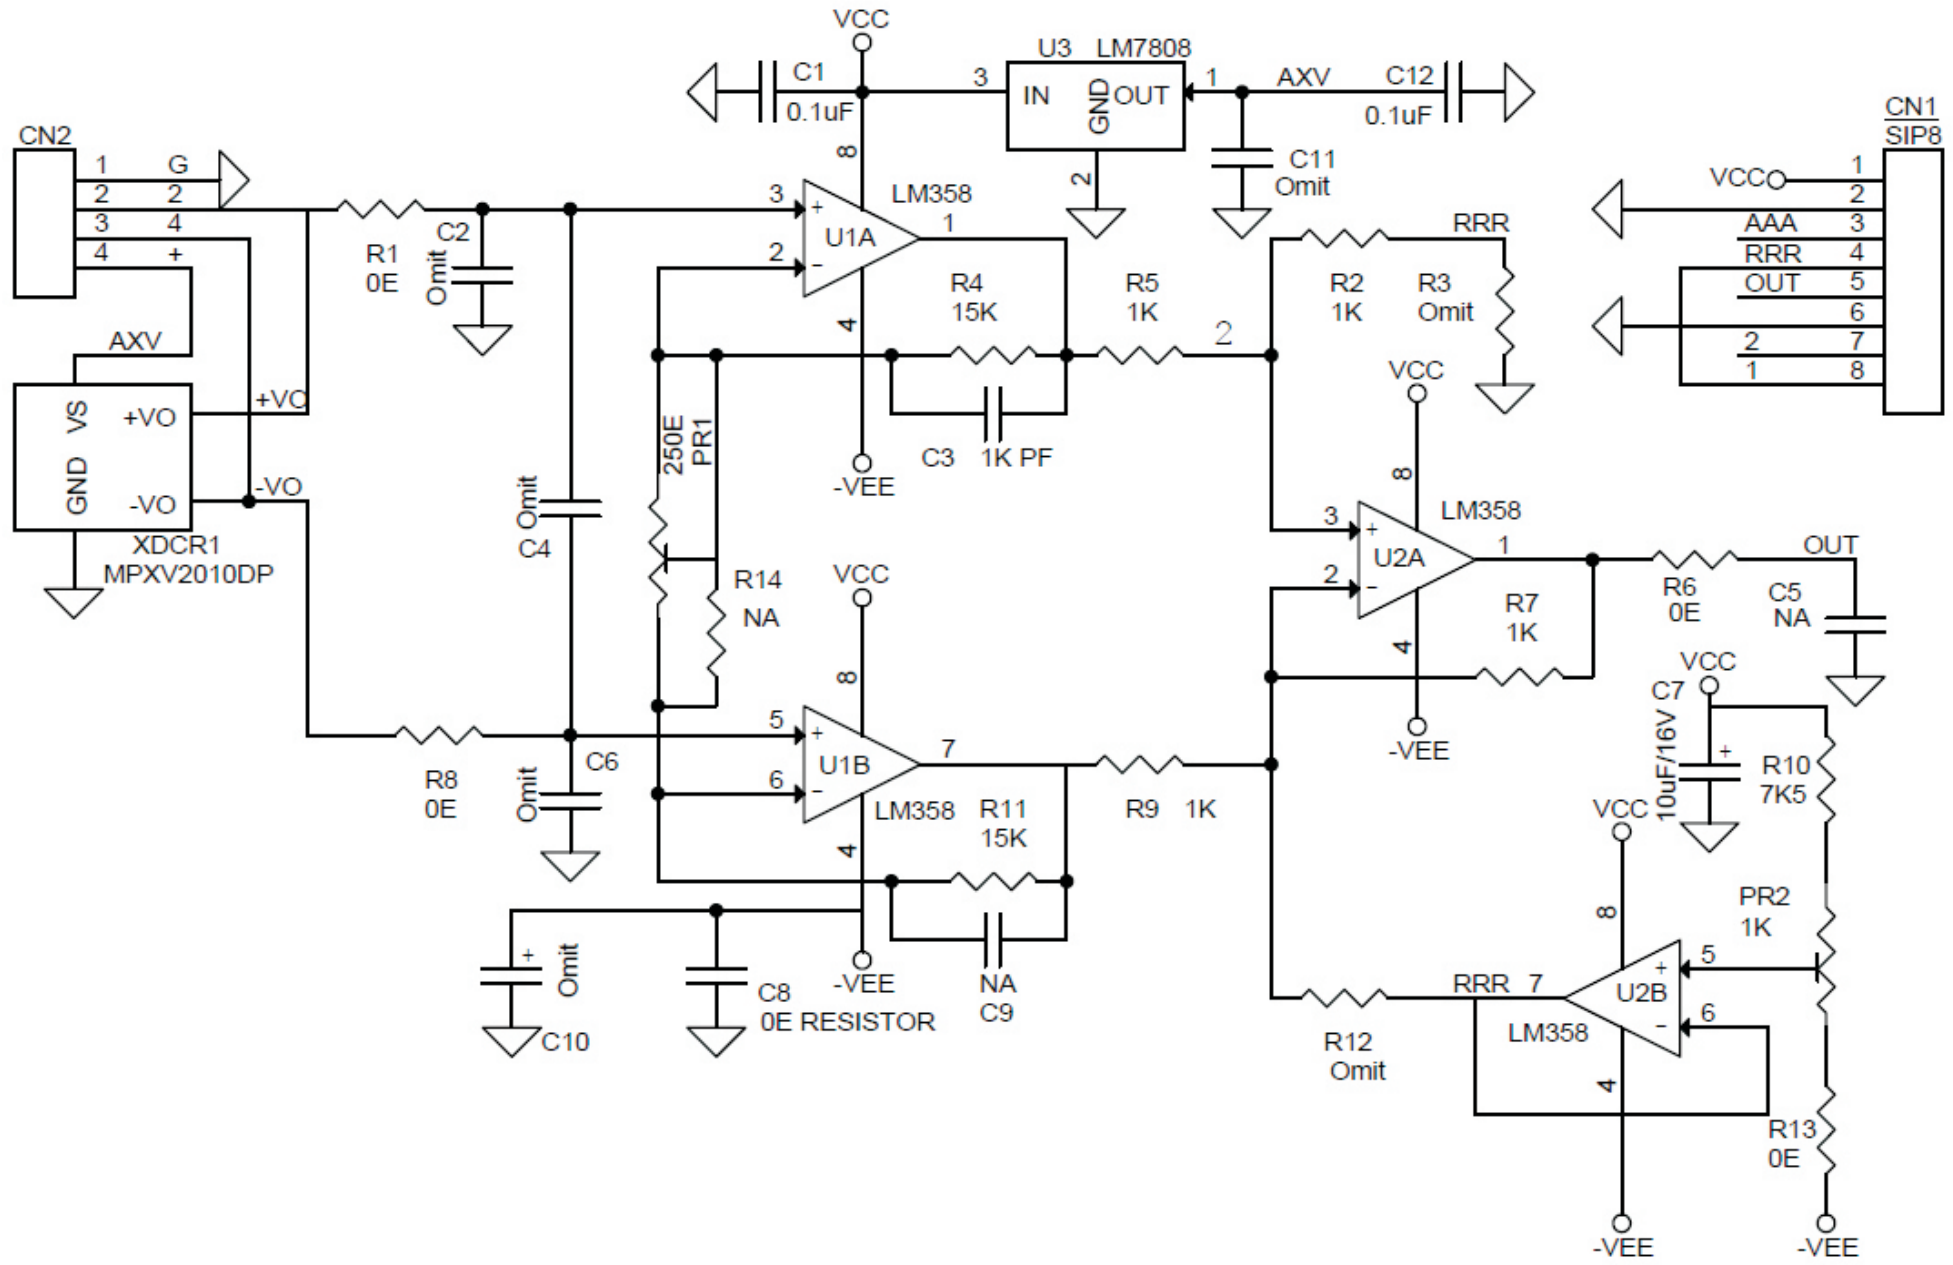 VCC
U3 LM7808
C1
0.1uF
3
IN
GND
OUT
1
AXV
C12
0.1uF
2
C11
Omit
CN1
SIP8
VCC 1
2
AAA 3
RRR 4
OUT 5
6
2 7
1 8
CN2
1 G
2 2
3 4
4 +
AXV
VS
GND
+VO
-VO
+VO
-VO
XDCR1
MPXV2010DP
R1
0E
C2
Omit
8
3
2
+
-
LM358
U1A
1
4
-VEE
R4
15K
C3 1K PF
R5
1K
2
R2
1K
RRR
R3
Omit
250E
PR1
Omit
C4
R14
NA
VCC
8
3
2
+
-
LM358
U2A
1
4
-VEE
R7
1K
R6
0E
OUT
C5
NA
VCC
8
R8
0E
C6
Omit
5
6
+
-
U1B
LM358
7
4
-VEE
R11
15K
NA
C9
R9 1K
+
Omit
C10
C8
0E RESISTOR
VCC
C7
10uF/16V
+
R10
7K5
PR2
1K
VCC
8
5
6
+
-
U2B
LM358
RRR 7
4
R12
Omit
R13
0E
-VEE
-VEE